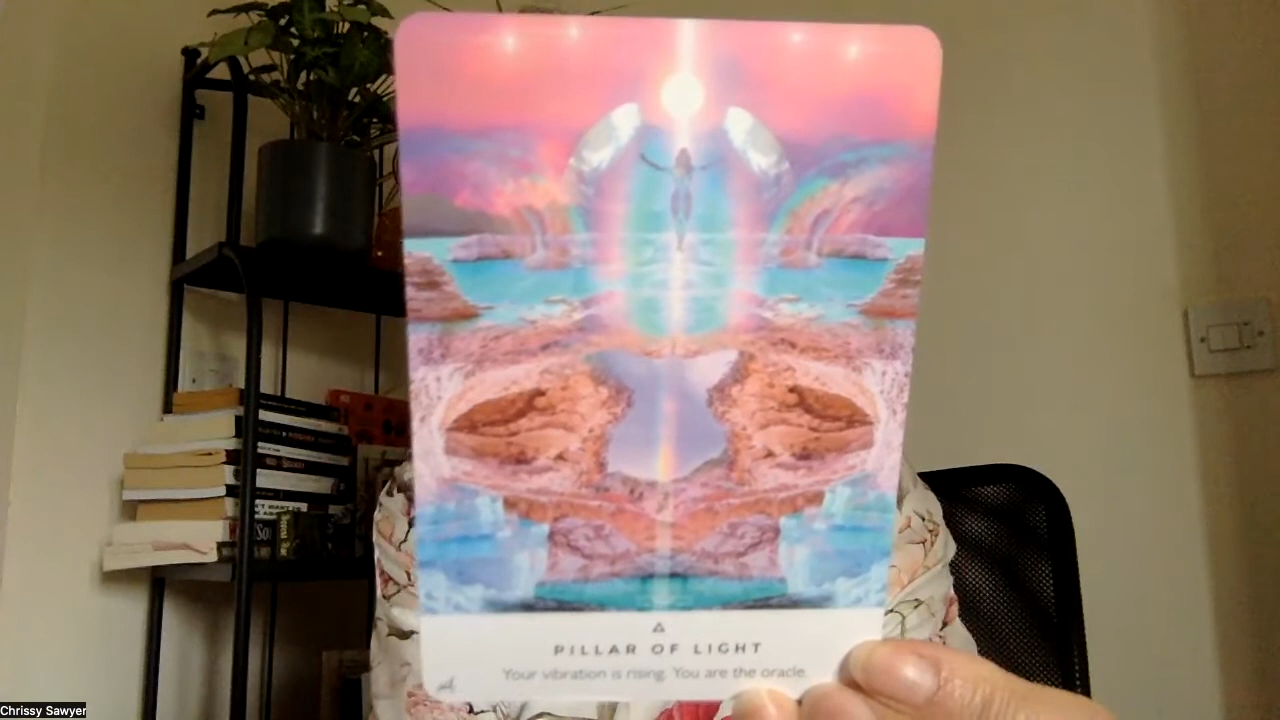 PILLAR OF LIGHT
Your vibration is rising. You are the oracle.
Chrissy Sawyer